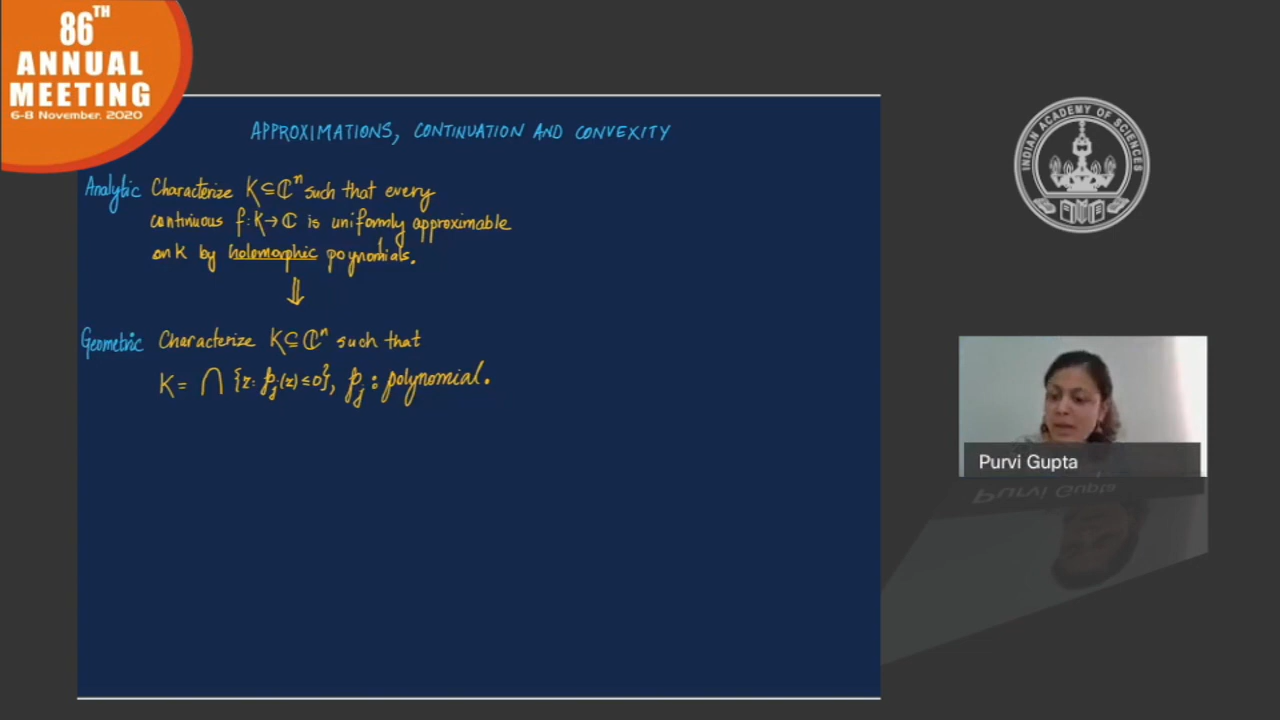 86TH
ANNUAL
MEETING
6-8 November, 2020
APPROXIMATIONS, CONTINUATION AND CONVEXITY
Analytic Characterize K ⊆ ℂⁿ such that every
continuous f: K → ℂ is uniformly approximable
on K by holomorphic polynomials.
⇓
Geometric Characterize K ⊆ ℂⁿ such that
K = ∩ {z: p_j(z) ≤ 0}, p_j : polynomial.
INDIAN ACADEMY OF SCIENCES
Purvi Gupta